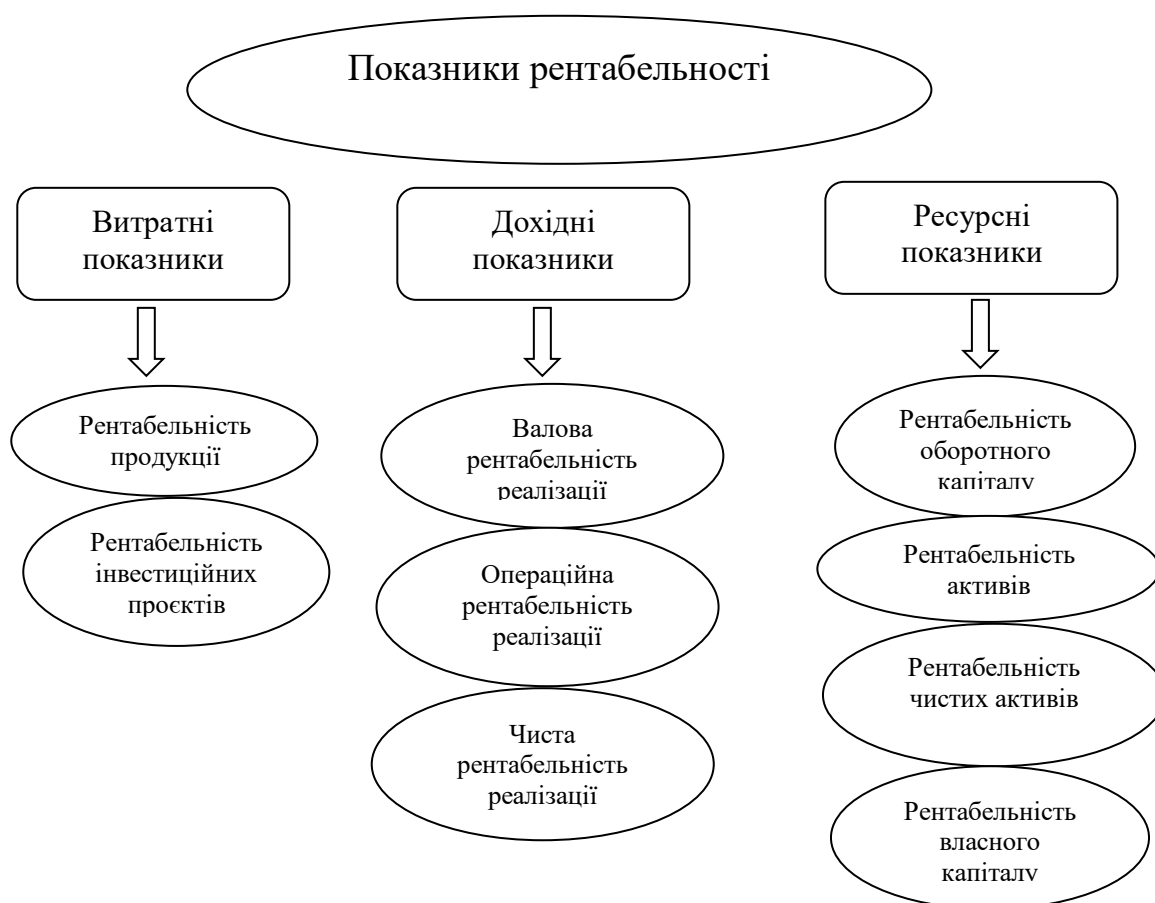 Показники рентабельності
Витратні
показники
Рентабельність
продукції
Рентабельність
інвестиційних
проєктів
Дохідні
показники
Валова
рентабельність
реалізації
Операційна
рентабельність
реалізації
Чиста
рентабельність
реалізації
Ресурсні
показники
Рентабельність
оборотного
капіталу
Рентабельність
активів
Рентабельність
чистих активів
Рентабельність
власного
капіталу